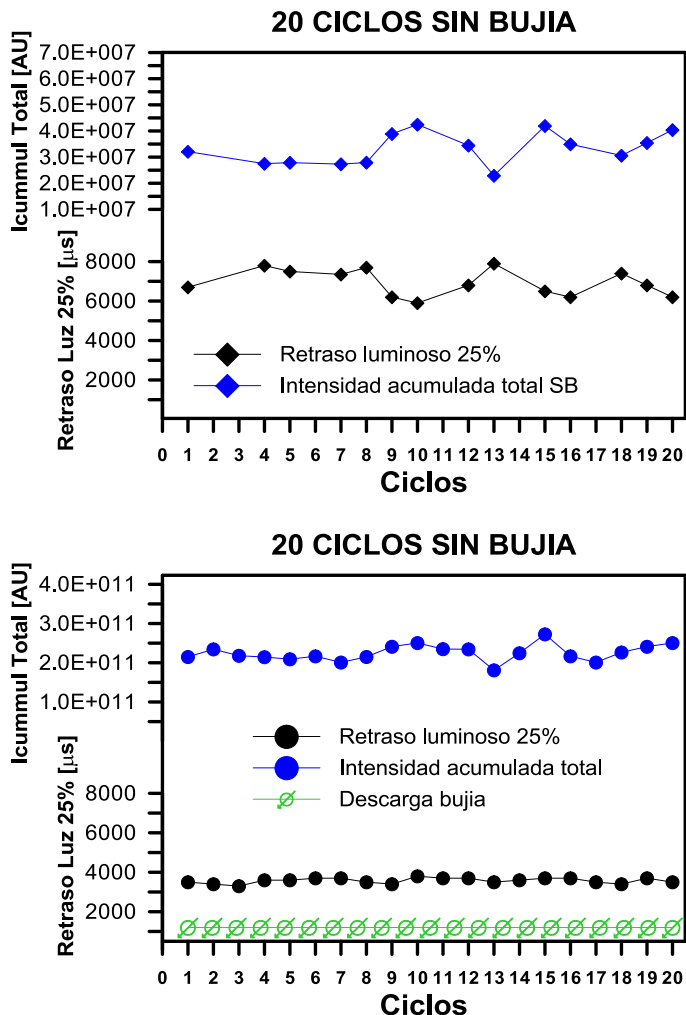 20 CICLOS SIN BUJIA
Icummul Total [AU]
7.0E+007
6.0E+007
5.0E+007
4.0E+007
3.0E+007
2.0E+007
1.0E+007
Retraso Luz 25% [µs]
8000
6000
4000
2000
Retraso luminoso 25%
Intensidad acumulada total SB
0 1 4 5 7 8 9 10 12 13 15 16 18 19 20
Ciclos
20 CICLOS SIN BUJIA
Icummul Total [AU]
4.0E+011
3.0E+011
2.0E+011
1.0E+011
Retraso luminoso 25%
Intensidad acumulada total
Descarga bujia
Retraso Luz 25% [µs]
8000
6000
4000
2000
0 1 2 3 4 5 6 7 8 9 10 11 12 13 14 15 16 17 18 19 20
Ciclos